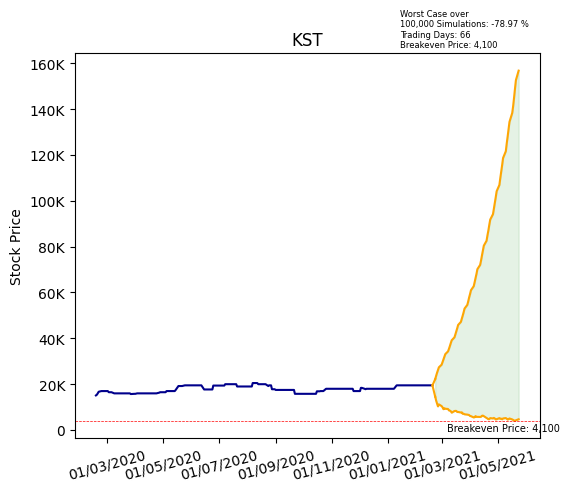 Worst Case over
100,000 Simulations: -78.97 %
Trading Days: 66
Breakeven Price: 4,100
KST
Stock Price
160K
140K
120K
100K
80K
60K
40K
20K
0
Breakeven Price: 4,100
01/03/2020
01/05/2020
01/07/2020
01/09/2020
01/11/2020
01/01/2021
01/03/2021
01/05/2021